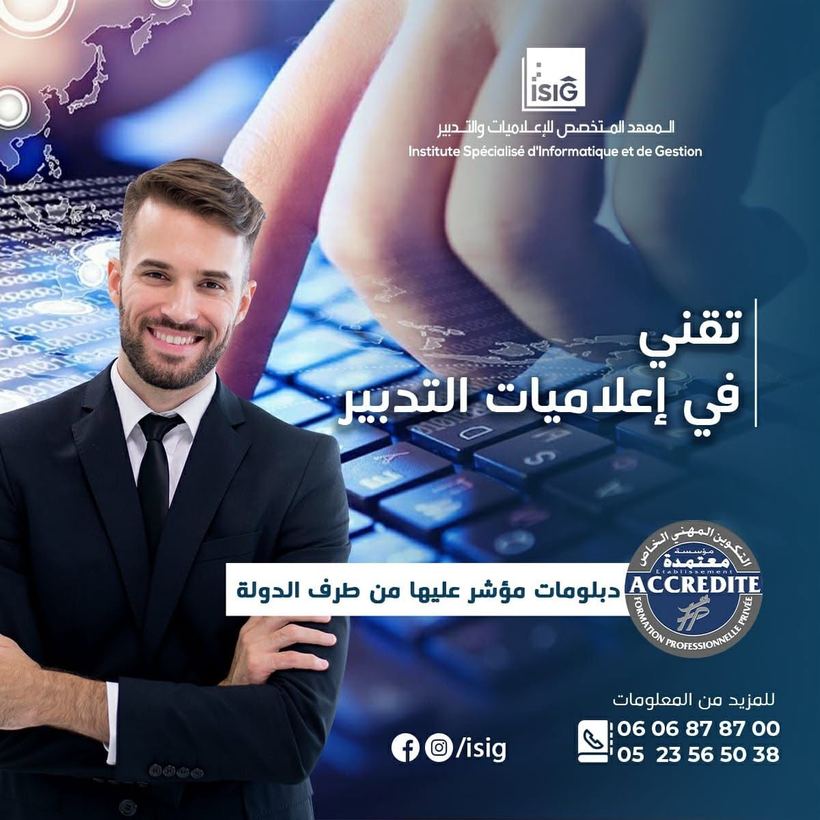 isiG
المعهد المتخصص للإعلاميات والتدبير
Institute Spécialisé d'Informatique et de Gestion
تقني
في إعلاميات التدبير
التكوين المهني الخاص
مؤسسة
معتمدة
Etablissement
ACCREDITE
FORMATION PROFESSIONNELLE PRIVÉE
دبلومات مؤشر عليها من طرف الدولة
للمزيد من المعلومات
06 06 87 87 00
05 23 56 50 38
/isig